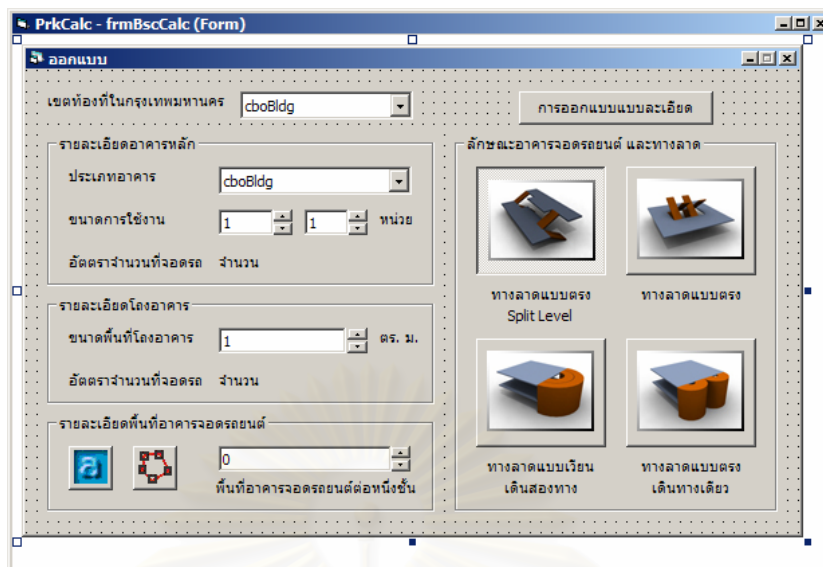 PrkCalc - frmBscCalc (Form)
ออกแบบ
เขตท้องที่ในกรุงเทพมหานคร cboBldg
การออกแบบแบบละเอียด
รายละเอียดอาคารหลัก
ประเภทอาคาร cboBldg
ขนาดการใช้งาน 1 1 หน่วย
อัตตราจำนวนที่จอดรถ จำนวน
รายละเอียดโถงอาคาร
ขนาดพื้นที่โถงอาคาร 1 ตร. ม.
อัตตราจำนวนที่จอดรถ จำนวน
รายละเอียดพื้นที่อาคารจอดรถยนต์
a 0
พื้นที่อาคารจอดรถยนต์ต่อหนึ่งชั้น
ลักษณะอาคารจอดรถยนต์ และทางลาด
ทางลาดแบบตรง
Split Level
ทางลาดแบบตรง
ทางลาดแบบเวียน
เดินสองทาง
ทางลาดแบบตรง
เดินทางเดียว